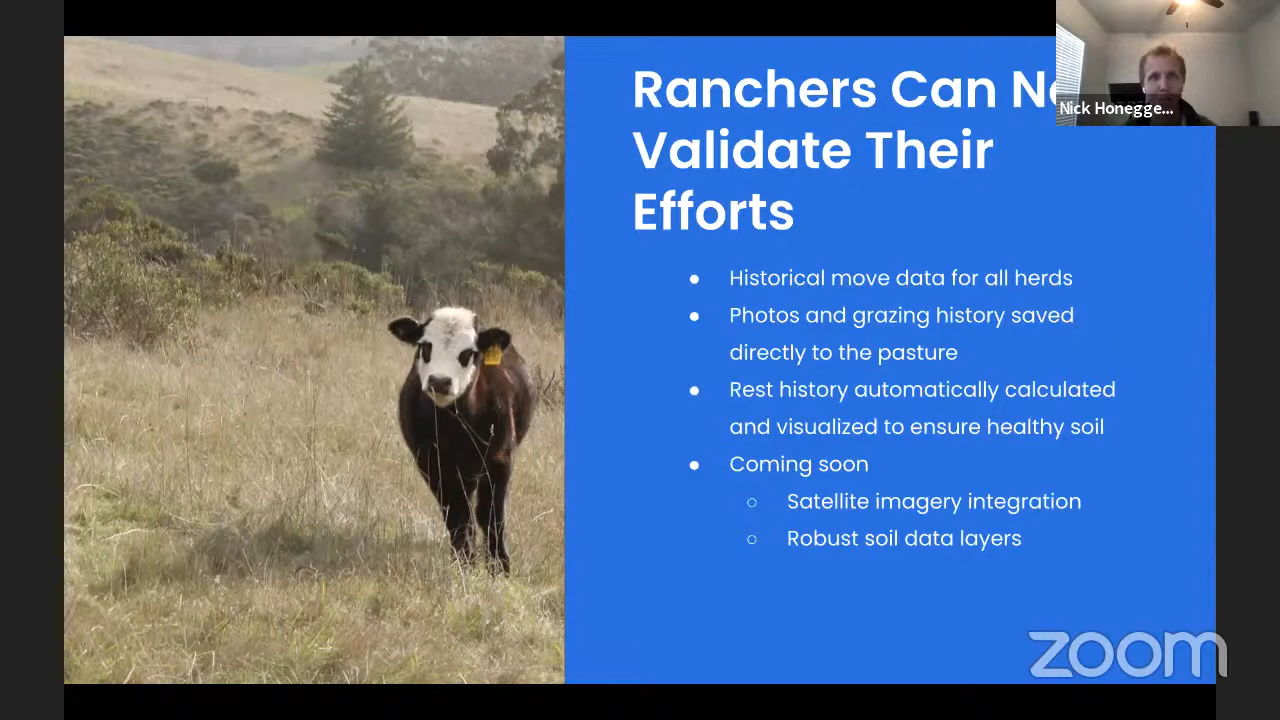 Ranchers Can
Nick Honegge...
Validate Their
Efforts
● Historical move data for all herds
● Photos and grazing history saved
directly to the pasture
● Rest history automatically calculated
and visualized to ensure healthy soil
● Coming soon
○ Satellite imagery integration
○ Robust soil data layers
zoom